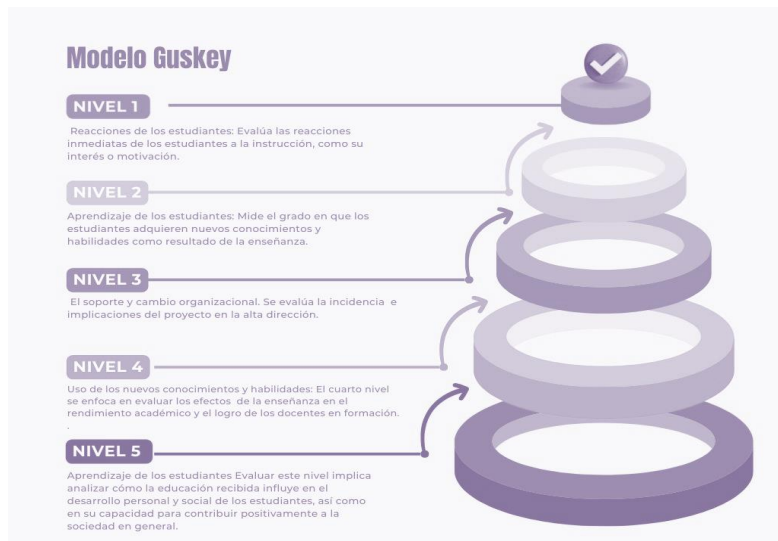 Modelo Guskey
NIVEL 1
Reacciones de los estudiantes: Evalúa las reacciones
inmediatas de los estudiantes a la instrucción, como su
interés o motivación.
NIVEL 2
Aprendizaje de los estudiantes: Mide el grado en que los
estudiantes adquieren nuevos conocimientos y
habilidades como resultado de la enseñanza.
NIVEL 3
El soporte y cambio organizacional. Se evalúa la incidencia e
implicaciones del proyecto en la alta dirección.
NIVEL 4
Uso de los nuevos conocimientos y habilidades: El cuarto nivel
se enfoca en evaluar los efectos de la enseñanza en el
rendimiento académico y el logro de los docentes en formación.
.
NIVEL 5
Aprendizaje de los estudiantes Evaluar este nivel implica
analizar cómo la educación recibida influye en el
desarrollo personal y social de los estudiantes, así como
en su capacidad para contribuir positivamente a la
sociedad en general.